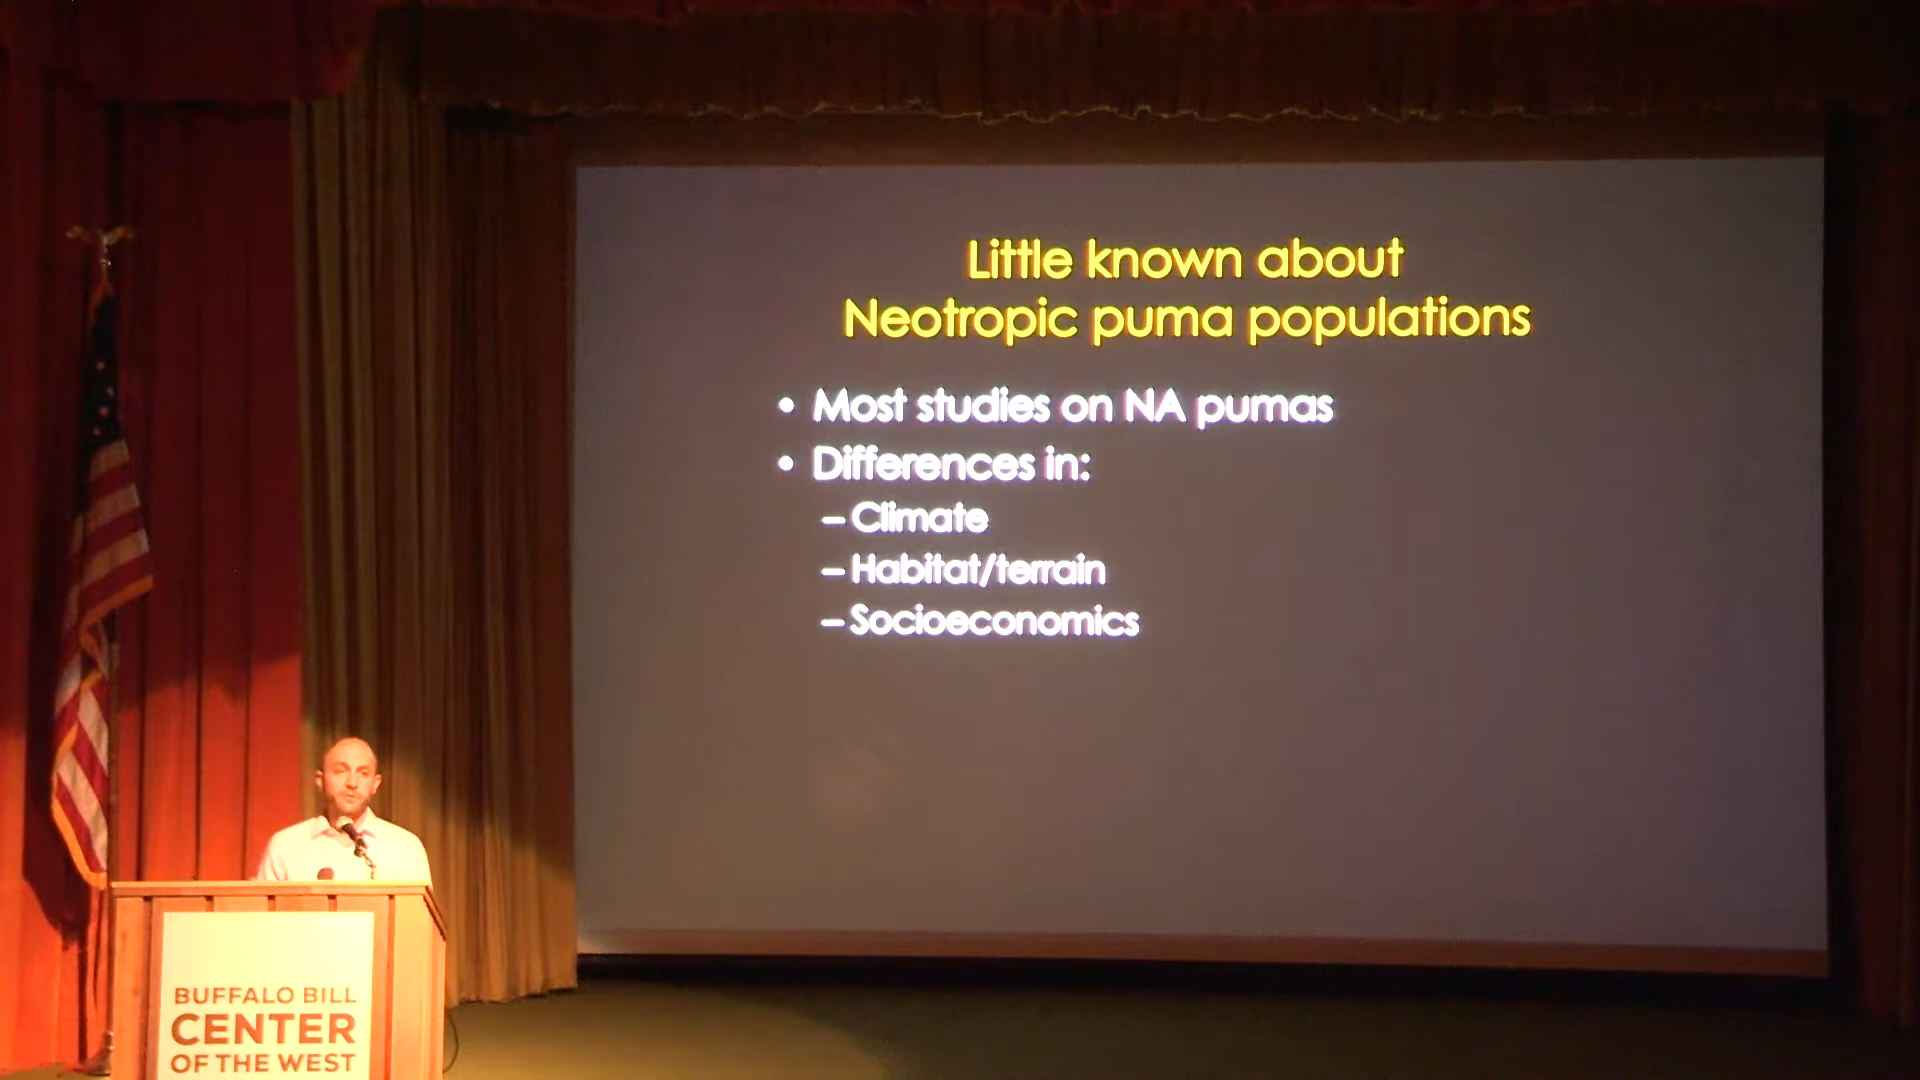 Little known about
Neotropic puma populations
• Most studies on NA pumas
• Differences in:
– Climate
– Habitat/terrain
– Socioeconomics
BUFFALO BILL
CENTER
OF THE WEST